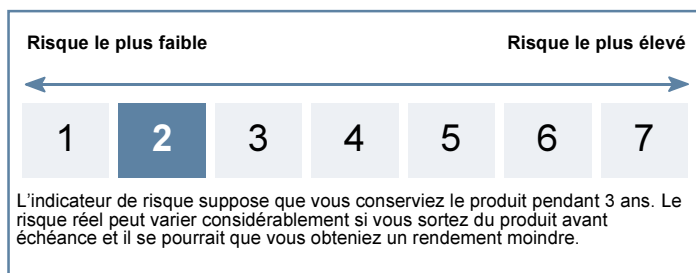 Risque le plus faible Risque le plus élevé
1 2 3 4 5 6 7
L'indicateur de risque suppose que vous conserviez le produit pendant 3 ans. Le
risque réel peut varier considérablement si vous sortez du produit avant
échéance et il se pourrait que vous obteniez un rendement moindre.